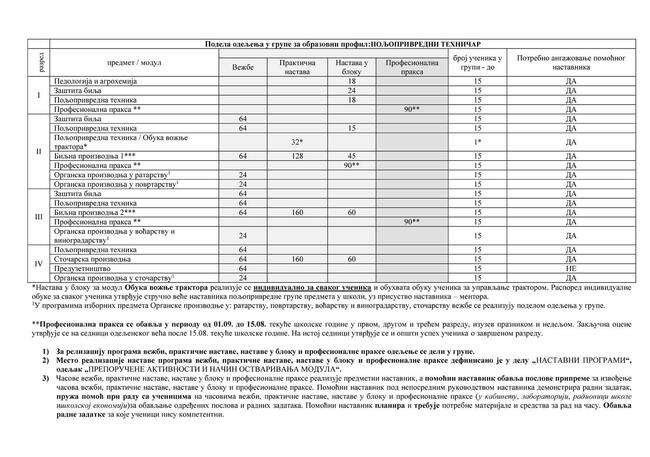 Подела одељења у групе за образовни профил:ПОЉОПРИВРЕДНИ ТЕХНИЧАР
разред предмет / модул Вежбе Практична настава Настава у блоку Професионална пракса број ученика у групи - до Потребно ангажовање помоћног наставника
I
Педологија и агрохемија 18 15 ДА
Заштита биља 24 15 ДА
Пољопривредна техника 18 15 ДА
Професионална пракса ** 90** 15 ДА
II
Заштита биља 64 15 ДА
Пољопривредна техника 64 15 15 ДА
Пољопривредна техника / Обука вожње трактора* 32* 1* ДА
Биљна производња 1*** 64 128 45 15 ДА
Професионална пракса ** 90** 15 ДА
Органска производња у ратарству¹ 24 15 ДА
Органска производња у повртарству¹ 24 15 ДА
III
Заштита биља 64 15 ДА
Пољопривредна техника 64 15 ДА
Биљна производња 2*** 64 160 60 15 ДА
Професионална пракса ** 90** 15 ДА
Органска производња у воћарству и виноградарству¹ 24 15 ДА
IV
Пољопривредна техника 64 15 ДА
Сточарска производња 64 160 60 15 ДА
Предузетништво 64 15 НЕ
Органска производња у сточарству¹ 24 15 ДА
*Настава у блоку за модул Обука вожње трактора реализује се индивидуално за сваког ученика и обухвата обуку ученика за управљање трактором. Распоред индивидуалне
обуке за сваког ученика утврђује стручно веће наставника пољопривредне групе предмета у школи, уз присуство наставника – ментора.
¹У програмима изборних предмета Органске производње у: ратарству, повртарству, воћарству и виноградарству, сточарству вежбе се реализују поделом одељења у групе.
**Професионална пракса се обавља у периоду од 01.09. до 15.08. текуће школске године у првом, другом и трећем разреду, изузев празником и недељом. Закључна оцене
утврђује се на седници одељенског већа после 15.08. текуће школске године. На истој седници утврђује се и општи успех ученика о завршеном разреду.
1) За релизацију програма вежби, практичне наставе, наставу у блоку и професионалне праксе одељење се дели у групе.
2) Место реализације наставе вежби, практичне наставе, наставе у блоку и професионалне праксе дефинисано је у делу „НАСТАВНИ ПРОГРАМИ“,
одељак „ПРЕПОРУЧЕНЕ АКТИВНОСТИ И НАЧИН ОСТВАРИВАЊА МОДУЛА“.
3) Часове вежби, практичне наставе, наставе у блоку и професионалне праксе реализује предметни наставник, а помоћни наставник обавља послове припреме за извођење
часова вежби, практичне наставе, наставе у блоку и професионалне праксе. Помоћни наставник под непосредним руководством наставника демонстрира радни задатак,
пружа помоћ при раду са ученицима на часовима вежби, практичне наставе, наставе у блоку и професионалне праксе (у кабинету, лабораторији, радионици школе
ишколској економији)за обављање одређених послова и радних задатака. Помоћни наставник планира и требује потребне материјале и средства за рад на часу. Обавља
радне задатке за које ученици нису компетентни.